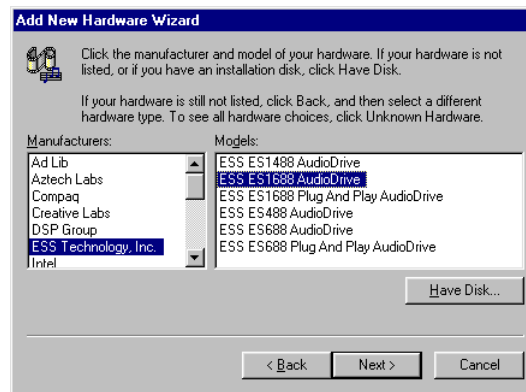 Add New Hardware Wizard
Click the manufacturer and model of your hardware. If your hardware is not
listed, or if you have an installation disk, click Have Disk.
If your hardware is still not listed, click Back, and then select a different
hardware type. To see all hardware choices, click Unknown Hardware.
Manufacturers:
Ad Lib
Aztech Labs
Compaq
Creative Labs
DSP Group
ESS Technology, Inc.
Intel
Models:
ESS ES1488 AudioDrive
ESS ES1688 AudioDrive
ESS ES1688 Plug And Play AudioDrive
ESS ES488 AudioDrive
ESS ES688 AudioDrive
ESS ES688 Plug And Play AudioDrive
Have Disk...
< Back
Next >
Cancel